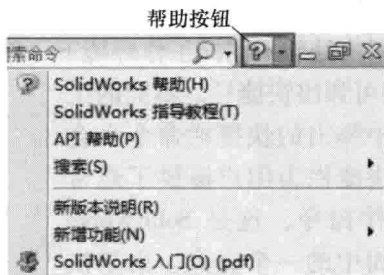 帮助按钮
搜索命令
SolidWorks 帮助(H)
SolidWorks 指导教程(T)
API 帮助(P)
搜索(S)
新版本说明(R)
新增功能(N)
SolidWorks 入门(O) (pdf)